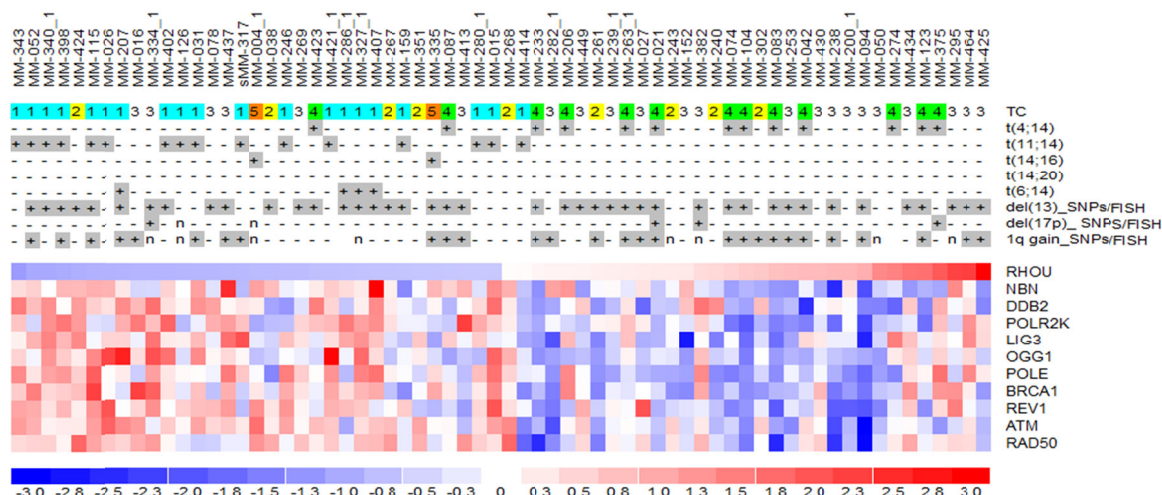 MM-343 MM-052 MM-340_1 MM-398_1 MM-424 MM-115 MM-026 MM-207 MM-016 MM-334_1 MM-402 MM-126 MM-031 MM-078 MM-437 sMM-317 MM-004_1 MM-038 MM-246 MM-269 MM-423 MM-421_1 MM-286_1 MM-327_1 MM-407 MM-267 MM-159 MM-351 MM-335 MM-087 MM-413 MM-280_1 MM-015 MM-268 MM-414 MM-233 MM-282_1 MM-206 MM-449 MM-261 MM-239_1 MM-263_1 MM-027 MM-021 MM-243 MM-152 MM-382 MM-240 MM-074 MM-104 MM-302 MM-083 MM-253 MM-042 MM-430 MM-238 MM-200_1 MM-094 MM-050 MM-274 MM-434 MM-123 MM-375 MM-295 MM-464 MM-425
1 1 1 1 2 1 1 1 3 3 1 1 1 3 3 1 5 2 1 3 4 1 1 1 1 2 1 2 5 4 3 1 1 2 1 4 3 4 3 2 3 4 3 4 2 3 3 2 4 4 2 4 3 4 3 3 3 3 3 4 3 4 4 3 3 3 TC
t(4;14)
t(11;14)
t(14;16)
t(14;20)
t(6;14)
del(13)_SNPs/FISH
del(17p)_ SNPs/FISH
1q gain_SNPs/FISH
RHOU
NBN
DDB2
POLR2K
LIG3
OGG1
POLE
BRCA1
REV1
ATM
RAD50
-3.0 -2.8 -2.5 -2.3 -2.0 -1.8 -1.5 -1.3 -1.0 -0.8 -0.5 -0.3 0 0.3 0.5 0.8 1.0 1.3 1.5 1.8 2.0 2.3 2.5 2.8 3.0